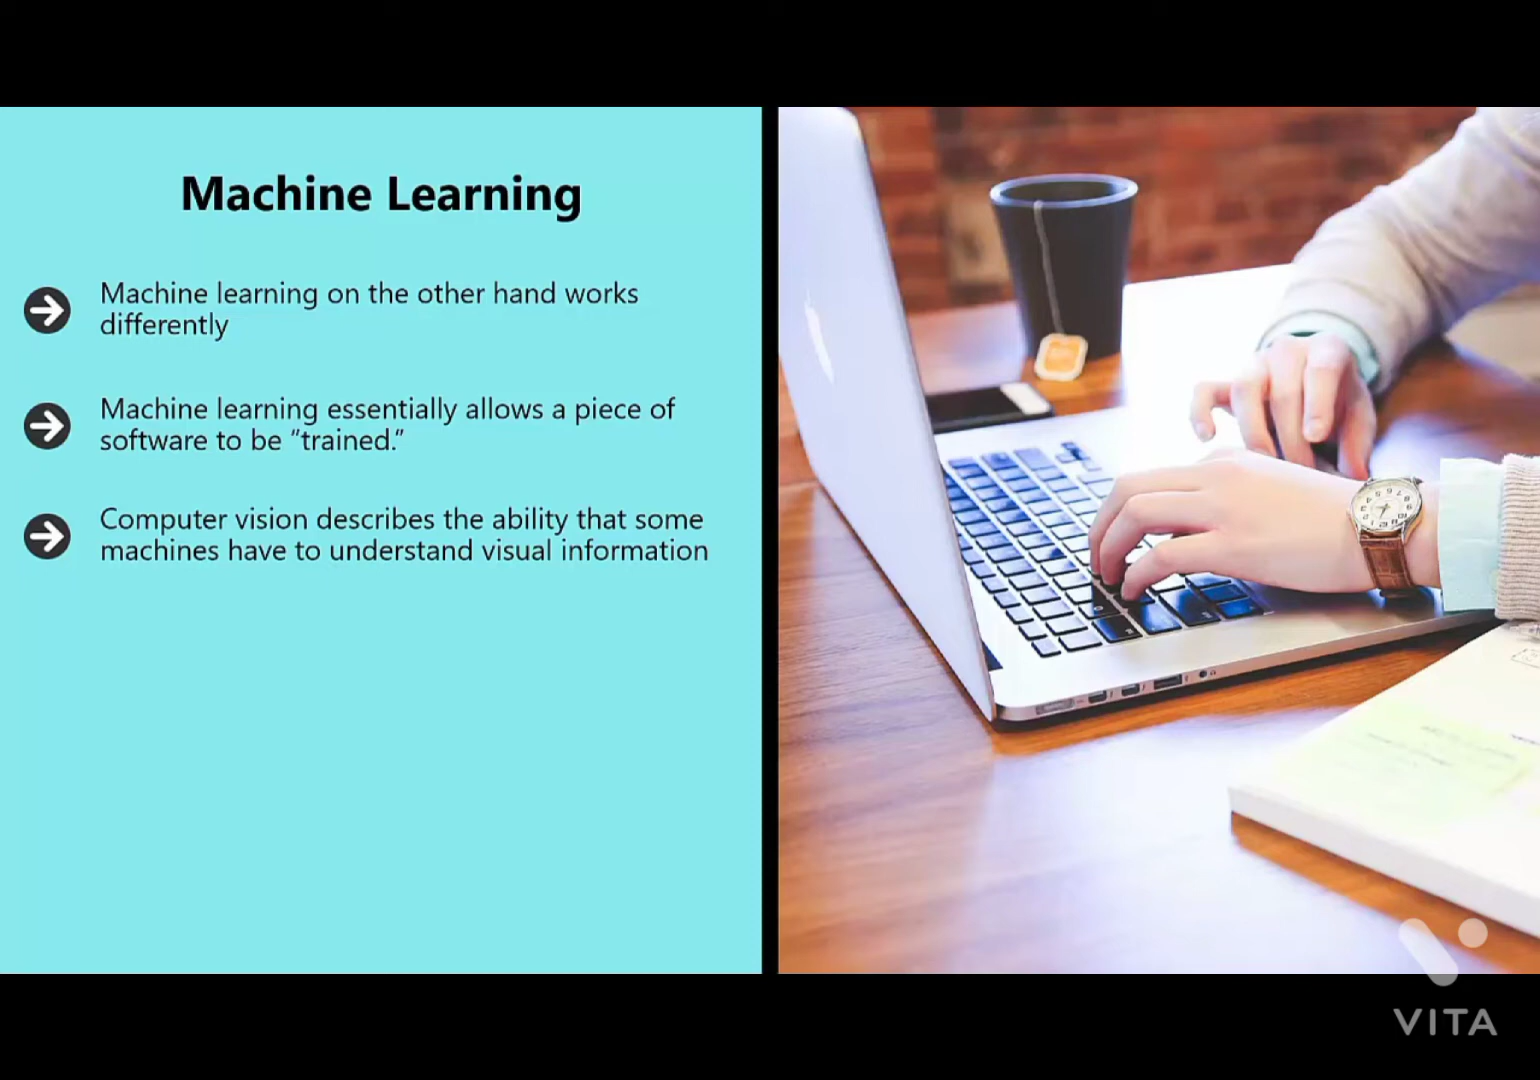 Machine Learning
Machine learning on the other hand works
differently
Machine learning essentially allows a piece of
software to be “trained.”
Computer vision describes the ability that some
machines have to understand visual information
VITA